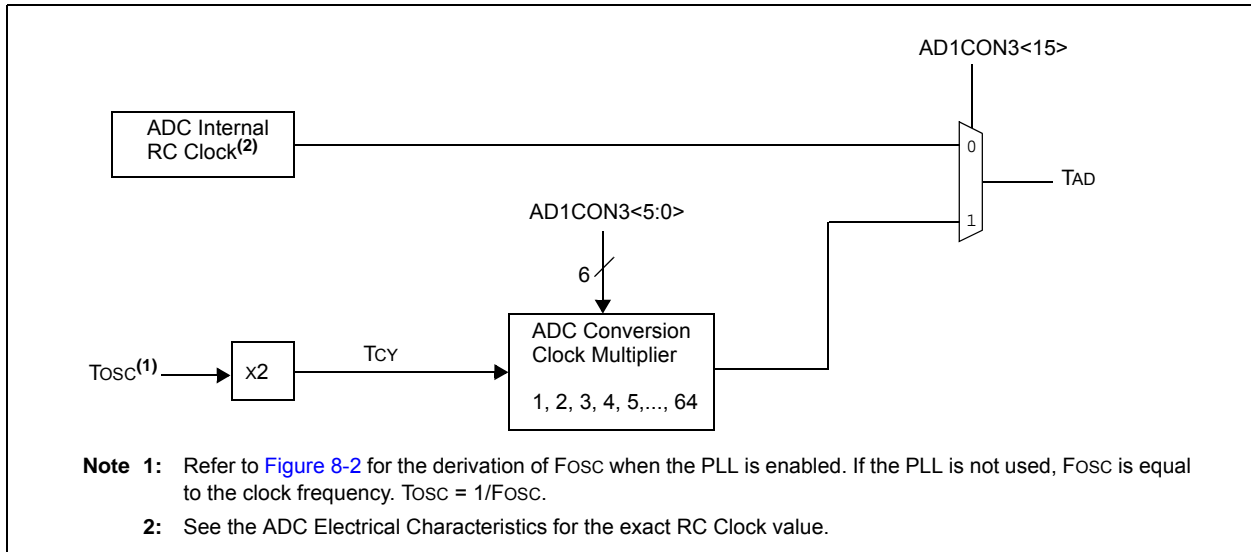 AD1CON3<15>
ADC Internal
RC Clock(2)
0
TAD
AD1CON3<5:0>
1
6
ADC Conversion
Clock Multiplier
TOSC(1)
X2
TCY
1, 2, 3, 4, 5,..., 64
Note 1: Refer to Figure 8-2 for the derivation of FOSC when the PLL is enabled. If the PLL is not used, FOSC is equal
to the clock frequency. TOSC = 1/FOSC.
2: See the ADC Electrical Characteristics for the exact RC Clock value.